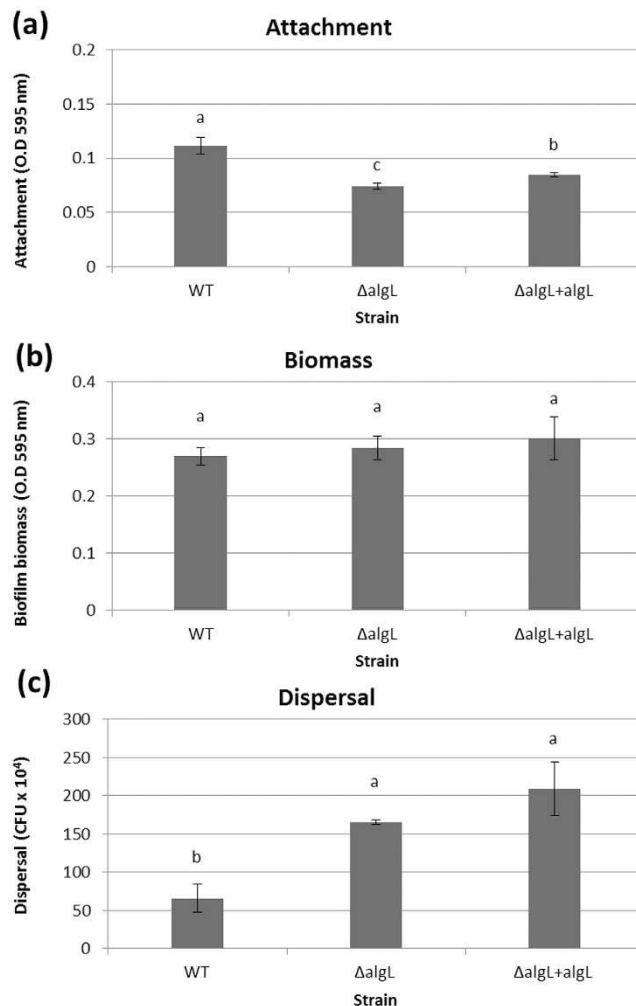 (a)
Attachment
Attachment (O.D 595 nm)
0.2
0.15
0.1
0.05
0
a
c
b
WT
ΔalgL
ΔalgL+algL
Strain
(b)
Biomass
Biofilm biomass (O.D 595 nm)
0.4
0.3
0.2
0.1
0
a
a
a
WT
ΔalgL
ΔalgL+algL
Strain
(c)
Dispersal
Dispersal (CFU x 10⁴)
300
250
200
150
100
50
0
b
a
a
WT
ΔalgL
ΔalgL+algL
Strain